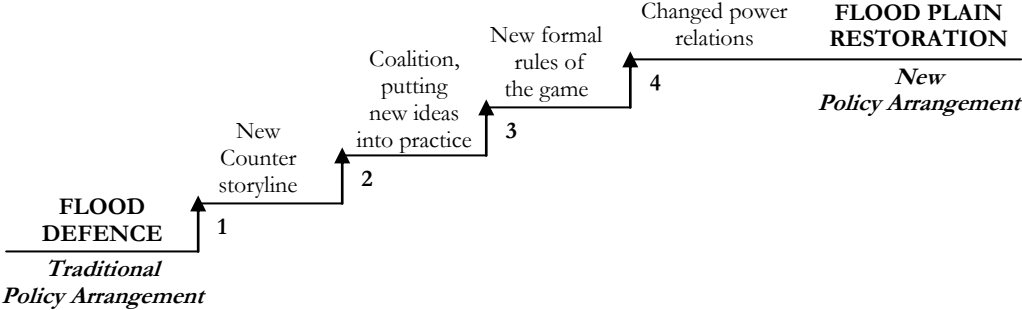 FLOOD
DEFENCE
Traditional
Policy Arrangement
1
New
Counter
storyline
2
Coalition,
putting
new ideas
into practice
3
New formal
rules of
the game
4
Changed power
relations
FLOOD PLAIN
RESTORATION
New
Policy Arrangement